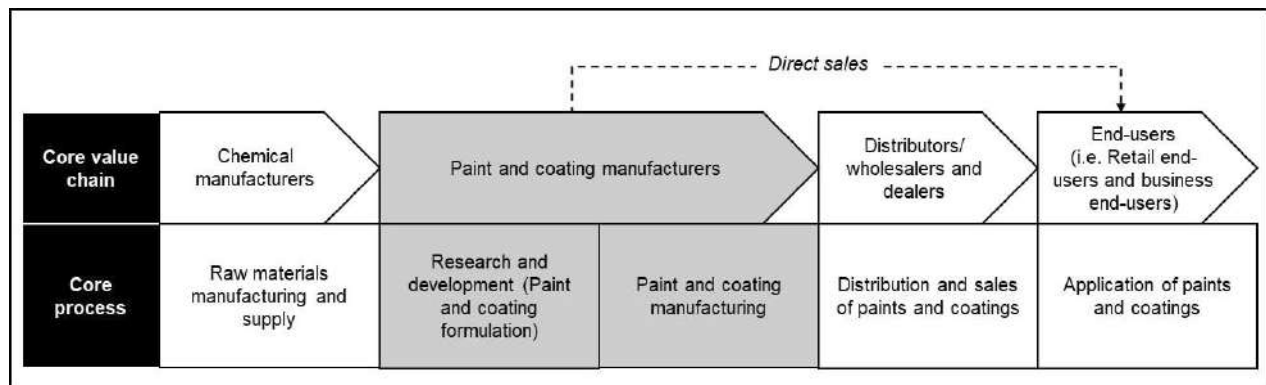 Direct sales
Core value
chain
Chemical
manufacturers
Paint and coating manufacturers
Distributors/
wholesalers and
dealers
End-users
(i.e. Retail end-
users and business
end-users)
Core
process
Raw materials
manufacturing and
supply
Research and
development (Paint
and coating
formulation)
Paint and coating
manufacturing
Distribution and sales
of paints and coatings
Application of paints
and coatings